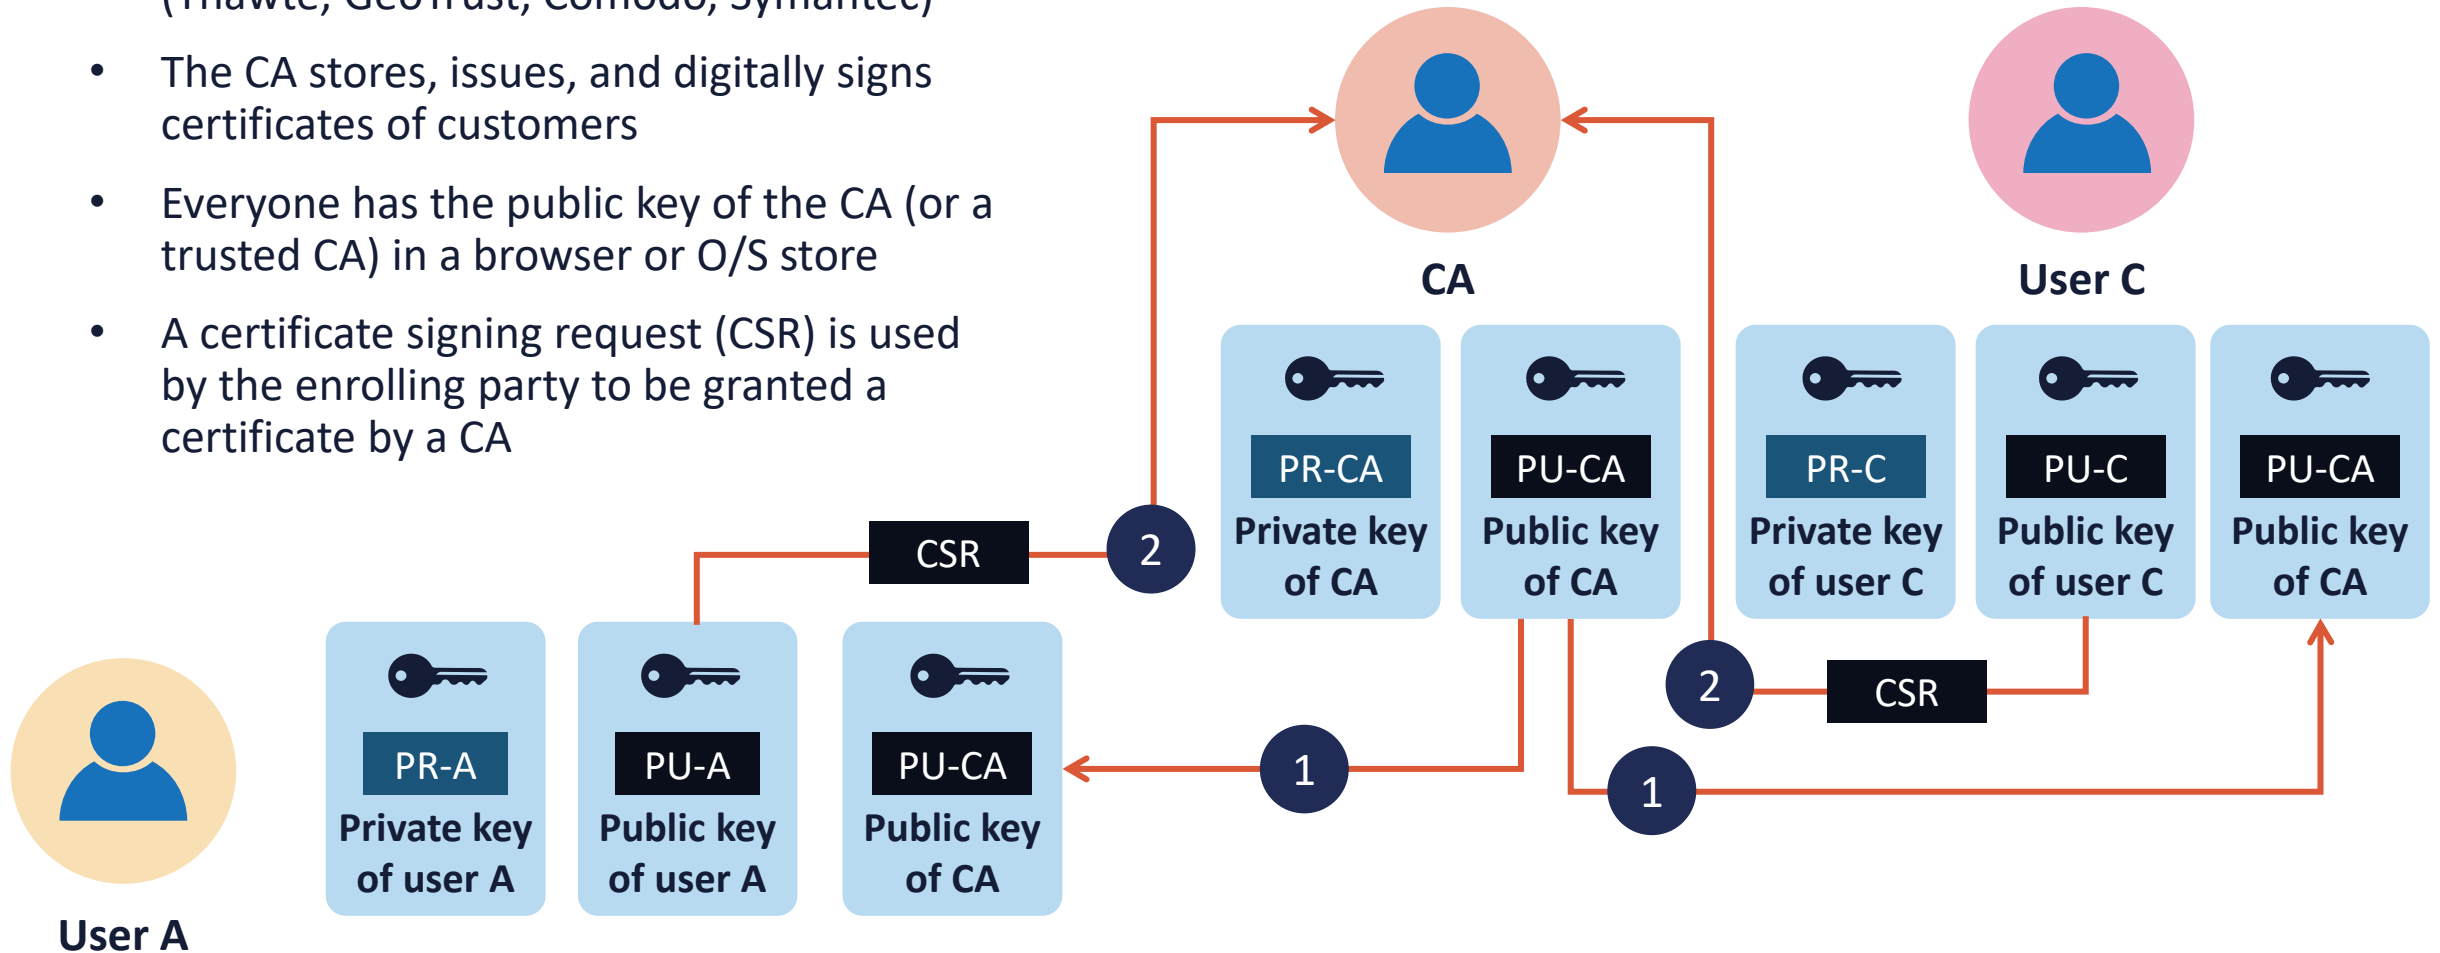 (Thawte, GeoTrust, Comodo, Symantec)
• The CA stores, issues, and digitally signs
certificates of customers
• Everyone has the public key of the CA (or a
trusted CA) in a browser or O/S store
• A certificate signing request (CSR) is used
by the enrolling party to be granted a
certificate by a CA
CA
User C
PR-CA
Private key
of CA
PU-CA
Public key
of CA
PR-C
Private key
of user C
PU-C
Public key
of user C
PU-CA
Public key
of CA
CSR
2
2
CSR
1
1
User A
PR-A
Private key
of user A
PU-A
Public key
of user A
PU-CA
Public key
of CA